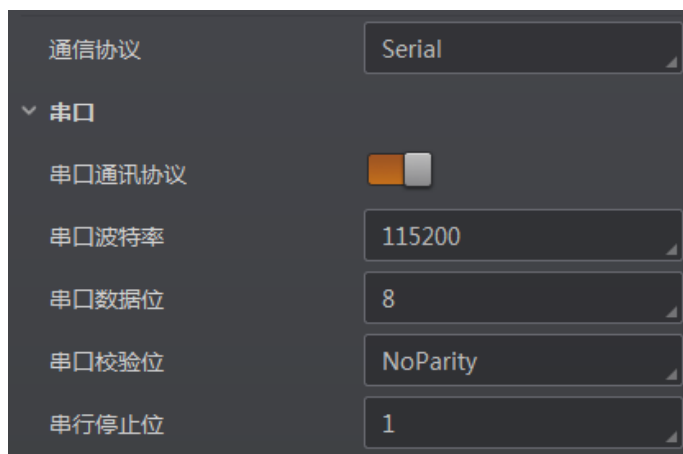 通信协议 Serial
串口
串口通讯协议
串口波特率 115200
串口数据位 8
串口校验位 NoParity
串行停止位 1